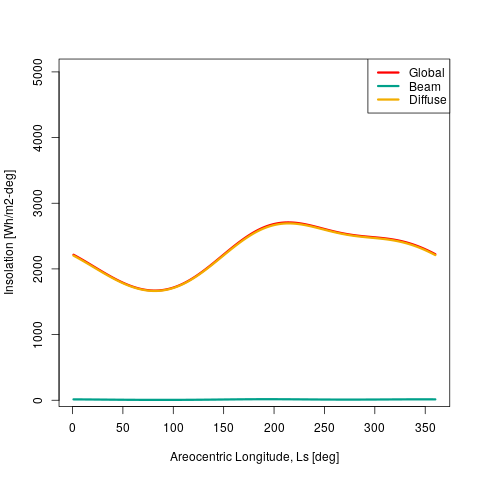 Global
Beam
Diffuse
Insolation [Wh/m2-deg]
5000
4000
3000
2000
1000
0
0 50 100 150 200 250 300 350
Areocentric Longitude, Ls [deg]